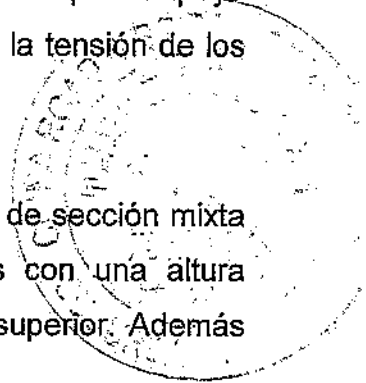 la tensión de los
de sección mixta
s con una altura
superior. Además